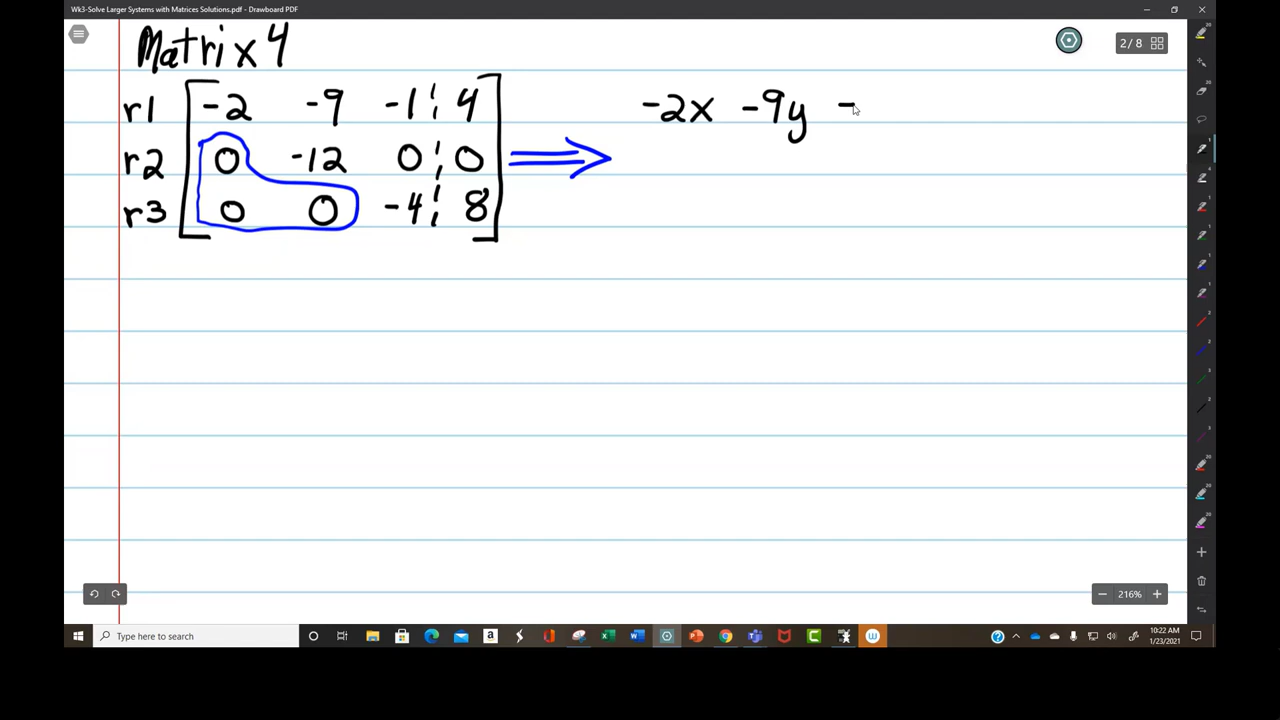 Wk3-Solve Larger Systems with Matrices Solutions.pdf - Drawboard PDF
2/8
Matrix 4
r1 -2 -9 -1 ¦ 4 -2x -9y -
r2 0 -12 0 ¦ 0
r3 0 0 -4 ¦ 8
216%
Type here to search
10:22 AM
1/23/2021